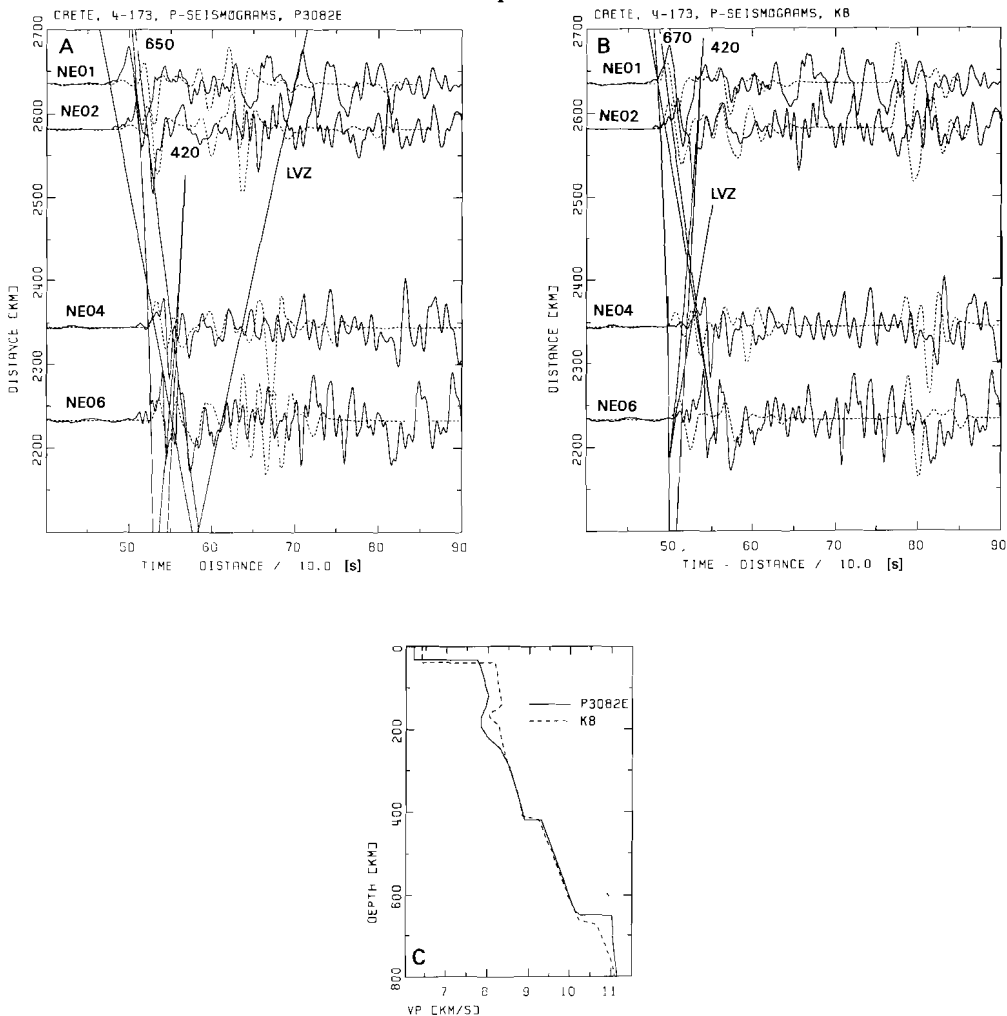 CRETE, 4-173, P-SEISMOGRAMS, P3082E
2700
2600
2500
2400
2300
2200
DISTANCE [KM]
A
650
NE01
NE02
420
LVZ
NE04
NE06
50
60
70
80
90
TIME DISTANCE / 10.0 [s]
CRETE, 4-173, P-SEISMOGRAMS, K8
2700
2600
2500
2400
2300
2200
DISTANCE [KM]
B
670
420
NE01
NE02
LVZ
NE04
NE06
50
60
70
80
90
TIME - DISTANCE / 10.0 [s]
0
200
400
600
800
DEPTH [KM]
P3082E
K8
C
7
8
9
10
11
VP [KM/S]